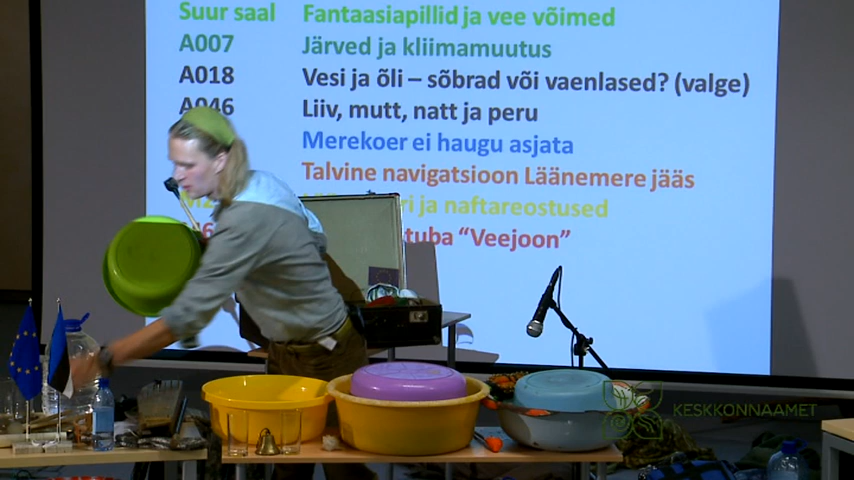 Suur saal Fantaasiapillid ja vee võimed
A007 Järved ja kliimamuutus
A018 Vesi ja õli – sõbrad või vaenlased? (valge)
A046 Liiv, mutt, natt ja peru
Merekoer ei haugu asjata
Talvine navigatsioon Läänemere jääs
ri ja naftareostused
tuba "Veejoon"
KESKKONNAAMET